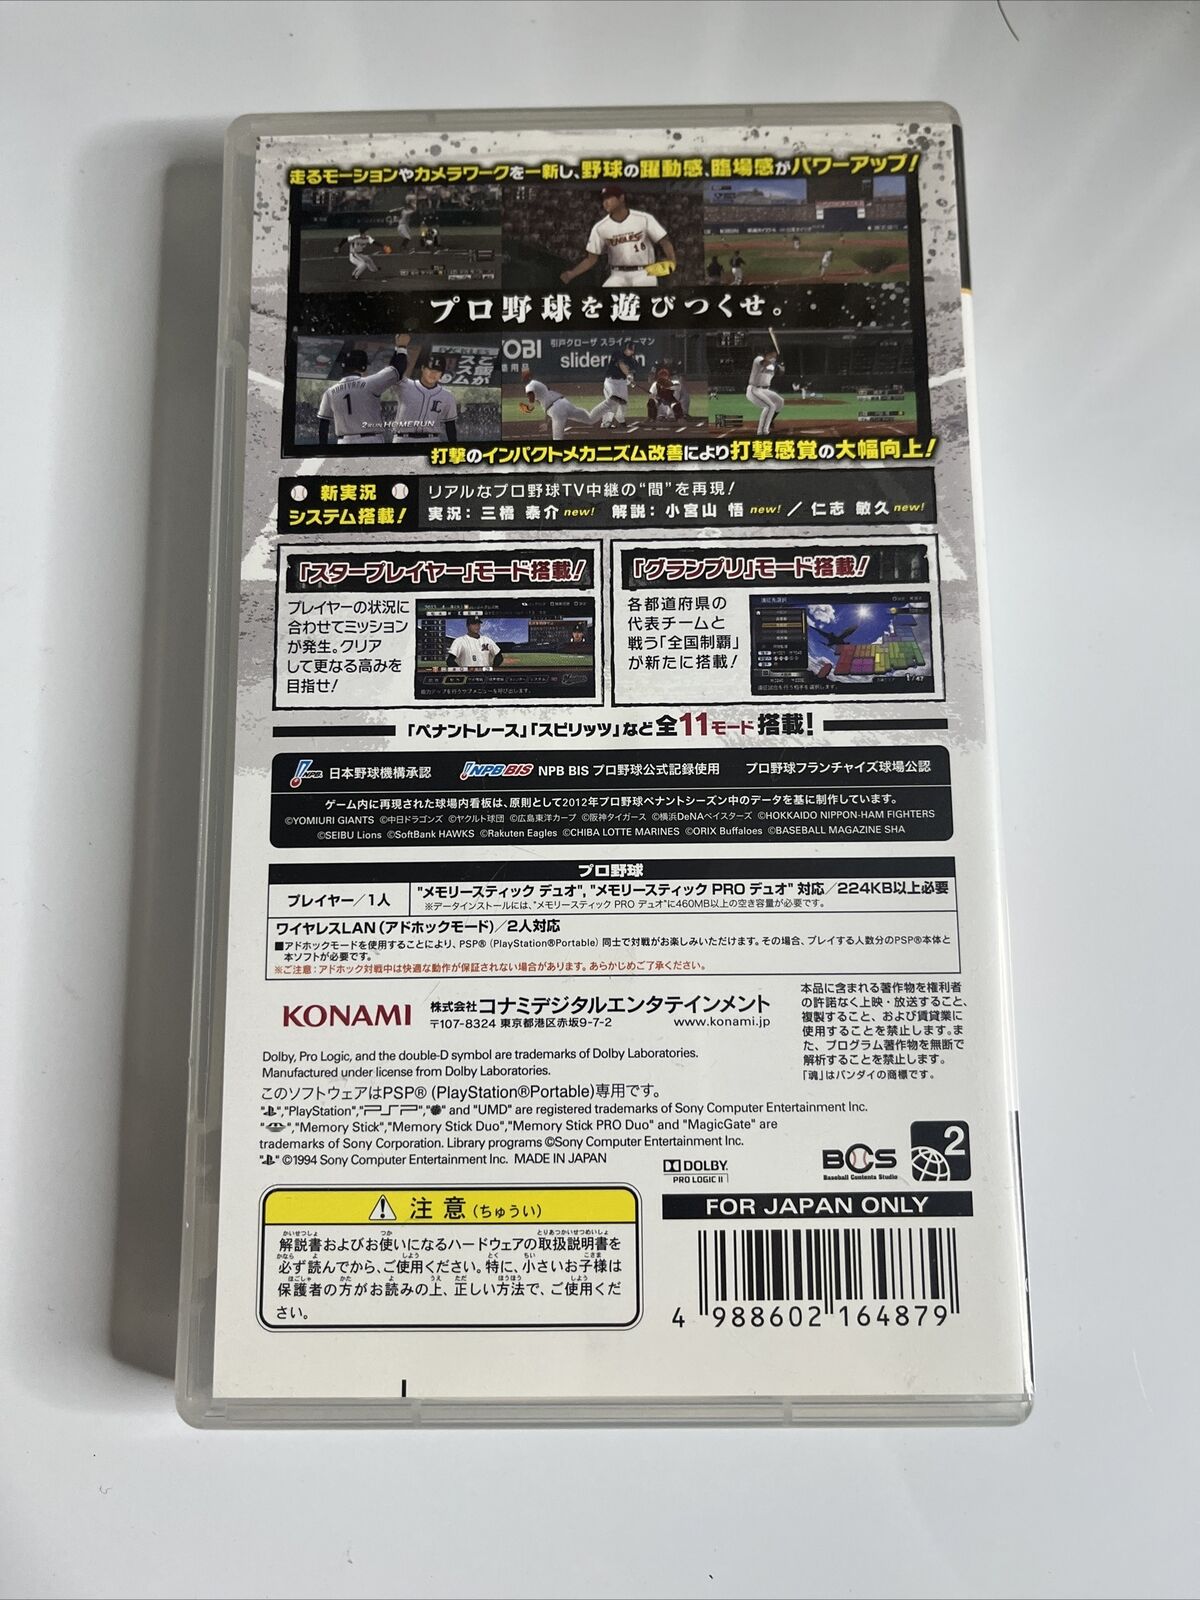 走るモーションやカメラワークを一新し、野球の躍動感、臨場感がパワーアップ!
EAGLES
18
プロ野球を遊びつくせ。
1
L
2RUN HOMERUN
引戸クローザ スライダーマン
打撃のインパクトメカニズム改善により打撃感覚の大幅向上!
新実況
システム搭載!
リアルなプロ野球TV中継の“間”を再現!
実況:三橋 泰介new! 解説:小宮山 悟new!/仁志 敏久new!
「スタープレイヤー」モード搭載!
プレイヤーの状況に
合わせてミッション
が発生。クリア
して更なる高みを
目指せ!
「グランプリ」モード搭載!
各都道府県の
代表チームと
戦う「全国制覇」
が新たに搭載!
1/47
「ペナントレース」「スピリッツ」など全11モード搭載!
NPB 日本野球機構承認 NPB BIS NPB BIS プロ野球公式記録使用 プロ野球フランチャイズ球場公認
ゲーム内に再現された球場内看板は、原則として2012年プロ野球ペナントシーズン中のデータを基に制作しています。
©YOMIURI GIANTS ©中日ドラゴンズ ©ヤクルト球団 ©広島東洋カープ ©阪神タイガース ©横浜DeNAベイスターズ ©HOKKAIDO NIPPON-HAM FIGHTERS
©SEIBU Lions ©SoftBank HAWKS ©Rakuten Eagles ©CHIBA LOTTE MARINES ©ORIX Buffaloes ©BASEBALL MAGAZINE SHA
プロ野球
プレイヤー/1人
"メモリースティック デュオ", "メモリースティック PRO デュオ" 対応/224KB以上必要
※データインストールには、"メモリースティック PRO デュオ"に460MB以上の空き容量が必要です。
ワイヤレスLAN(アドホックモード)/2人対応
■アドホックモードを使用することにより、PSP®(PlayStation®Portable)同士で対戦がお楽しみいただけます。その場合、プレイする人数分のPSP®本体と
本ソフトが必要です。
※ご注意:アドホック対戦中は快適な動作が保証されない場合があります。あらかじめご了承ください。
KONAMI
株式会社コナミデジタルエンタテインメント
〒107-8324 東京都港区赤坂9-7-2 www.konami.jp
本品に含まれる著作物を権利者
の許諾なく上映・放送すること、
複製すること、および賃貸業に
使用することを禁止します。ま
た、プログラム著作物を無断で
解析することを禁止します。
「魂」はバンダイの商標です。
Dolby, Pro Logic, and the double-D symbol are trademarks of Dolby Laboratories.
Manufactured under license from Dolby Laboratories.
このソフトウェアはPSP®(PlayStation®Portable)専用です。
"","PlayStation","PSP","" and "UMD" are registered trademarks of Sony Computer Entertainment Inc.
"","Memory Stick","Memory Stick Duo","Memory Stick PRO Duo" and "MagicGate" are
trademarks of Sony Corporation. Library programs ©Sony Computer Entertainment Inc.
"" ©1994 Sony Computer Entertainment Inc. MADE IN JAPAN
DOLBY
PRO LOGIC II
BCS
Baseball Contents Studio
2
FOR JAPAN ONLY
注意(ちゅうい)
解説書およびお使いになるハードウェアの取扱説明書を
必ず読んでから、ご使用ください。特に、小さいお子様は
保護者の方がお読みの上、正しい方法で、ご使用くだ
さい。
4 988602 164879